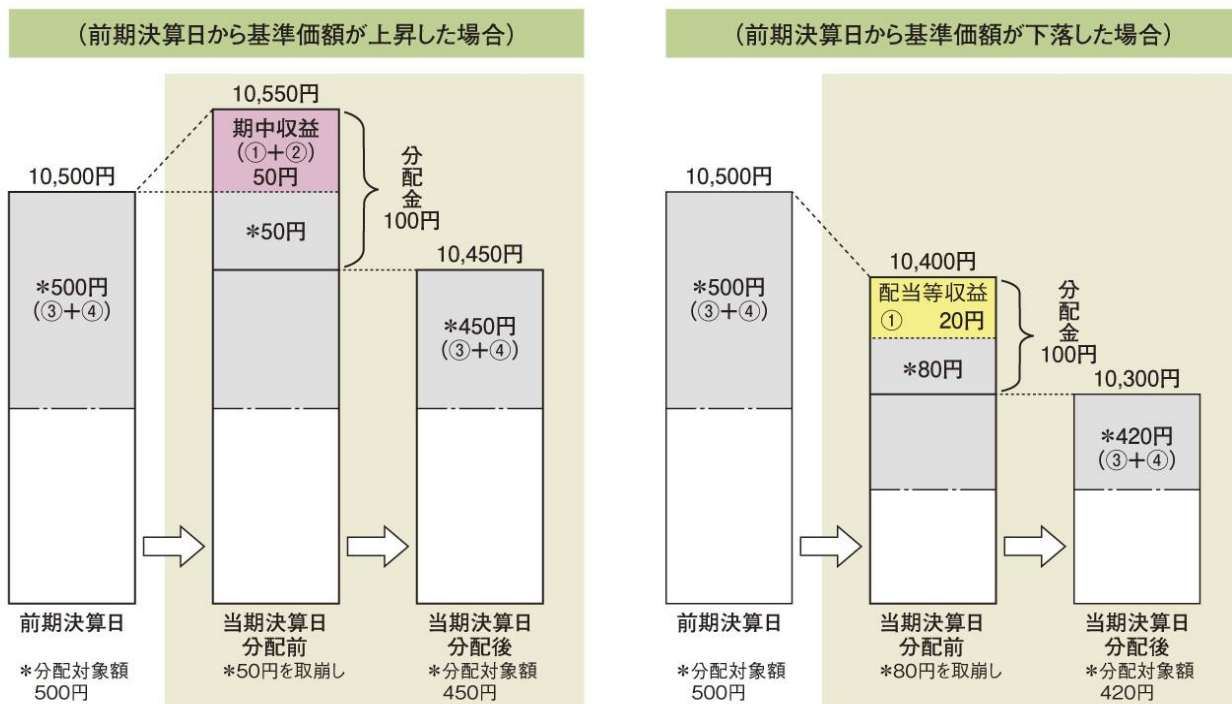 (前期決算日から基準価額が上昇した場合)
10,550円
期中収益
(①+②)
50円
*50円
分配金
100円
10,500円
*500円
(③+④)
10,450円
*450円
(③+④)
前期決算日
*分配対象額
500円
当期決算日
分配前
*50円を取崩し
当期決算日
分配後
*分配対象額
450円
(前期決算日から基準価額が下落した場合)
10,500円
*500円
(③+④)
10,400円
配当等収益
① 20円
*80円
分配金
100円
10,300円
*420円
(③+④)
前期決算日
*分配対象額
500円
当期決算日
分配前
*80円を取崩し
当期決算日
分配後
*分配対象額
420円